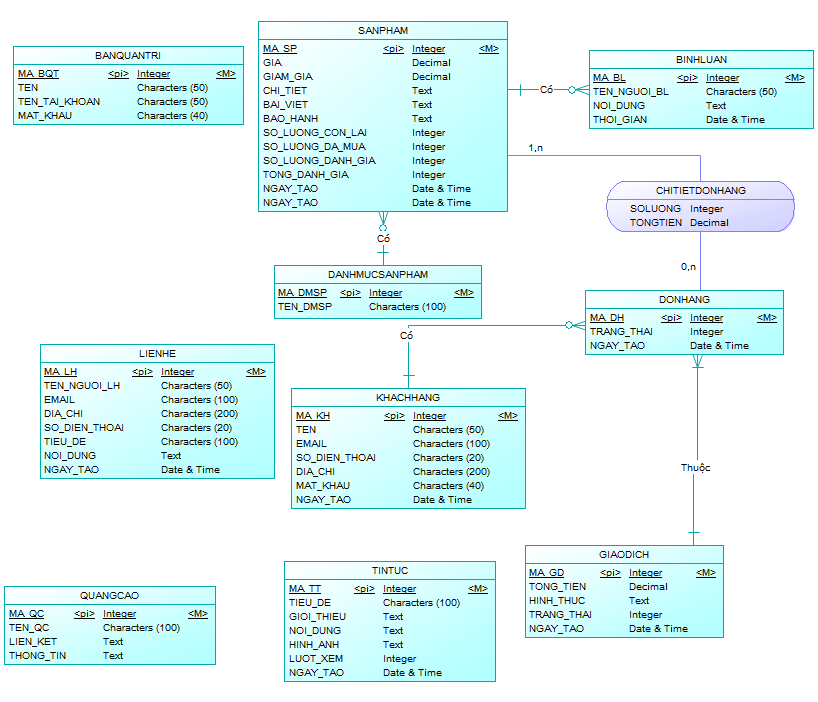 BANQUANTRI
MA_BQT <pi> Integer <M>
TEN Characters (50)
TEN_TAI_KHOAN Characters (50)
MAT_KHAU Characters (40)
SANPHAM
MA_SP <pi> Integer <M>
GIA Decimal
GIAM_GIA Decimal
CHI_TIET Text
BAI_VIET Text
BAO_HANH Text
SO_LUONG_CON_LAI Integer
SO_LUONG_DA_MUA Integer
SO_LUONG_DANH_GIA Integer
TONG_DANH_GIA Integer
NGAY_TAO Date & Time
NGAY_TAO Date & Time
Có
BINHLUAN
MA_BL <pi> Integer <M>
TEN_NGUOI_BL Characters (50)
NOI_DUNG Text
THOI_GIAN Date & Time
1,n
CHITIETDONHANG
SOLUONG Integer
TONGTIEN Decimal
0,n
Có
DANHMUCSANPHAM
MA_DMSP <pi> Integer <M>
TEN_DMSP Characters (100)
DONHANG
MA_DH <pi> Integer <M>
TRANG_THAI Integer
NGAY_TAO Date & Time
Có
LIENHE
MA_LH <pi> Integer <M>
TEN_NGUOI_LH Characters (50)
EMAIL Characters (100)
DIA_CHI Characters (200)
SO_DIEN_THOAI Characters (20)
TIEU_DE Characters (100)
NOI_DUNG Text
NGAY_TAO Date & Time
KHACHHANG
MA_KH <pi> Integer <M>
TEN Characters (50)
EMAIL Characters (100)
SO_DIEN_THOAI Characters (20)
DIA_CHI Characters (200)
MAT_KHAU Characters (40)
NGAY_TAO Date & Time
Thuộc
GIAODICH
MA_GD <pi> Integer <M>
TONG_TIEN Decimal
HINH_THUC Text
TRANG_THAI Integer
NGAY_TAO Date & Time
QUANGCAO
MA_QC <pi> Integer <M>
TEN_QC Characters (100)
LIEN_KET Text
THONG_TIN Text
TINTUC
MA_TT <pi> Integer <M>
TIEU_DE Characters (100)
GIOI_THIEU Text
NOI_DUNG Text
HINH_ANH Text
LUOT_XEM Integer
NGAY_TAO Date & Time